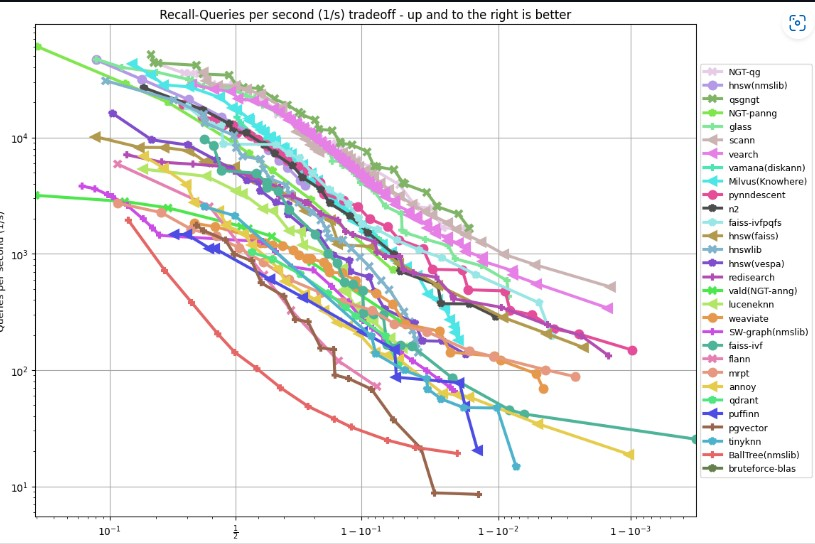 Recall-Queries per second (1/s) tradeoff - up and to the right is better
Queries per second (1/s)
10⁴
10³
10²
10¹
10⁻¹
1/2
1 − 10⁻¹
1 − 10⁻²
1 − 10⁻³
NGT-qg
hnsw(nmslib)
qsgngt
NGT-panng
glass
scann
vearch
vamana(diskann)
Milvus(Knowhere)
pynndescent
n2
faiss-ivfpqfs
hnsw(faiss)
hnswlib
hnsw(vespa)
redisearch
vald(NGT-anng)
luceneknn
weaviate
SW-graph(nmslib)
faiss-ivf
flann
mrpt
annoy
qdrant
puffinn
pgvector
tinyknn
BallTree(nmslib)
bruteforce-blas